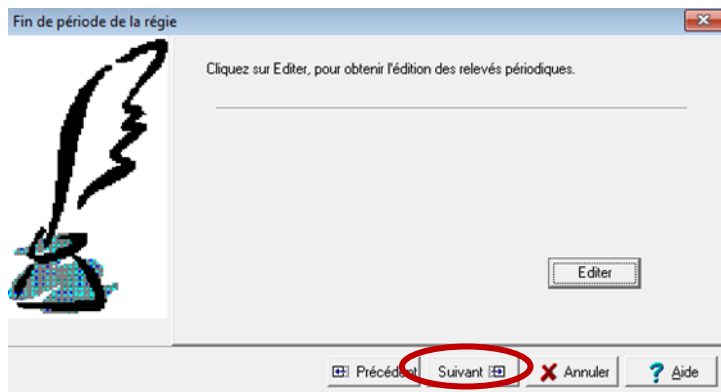 Fin de période de la régie
Cliquez sur Editer, pour obtenir l'édition des relevés périodiques.
Editer
Précédent Suivant Annuler ? Aide